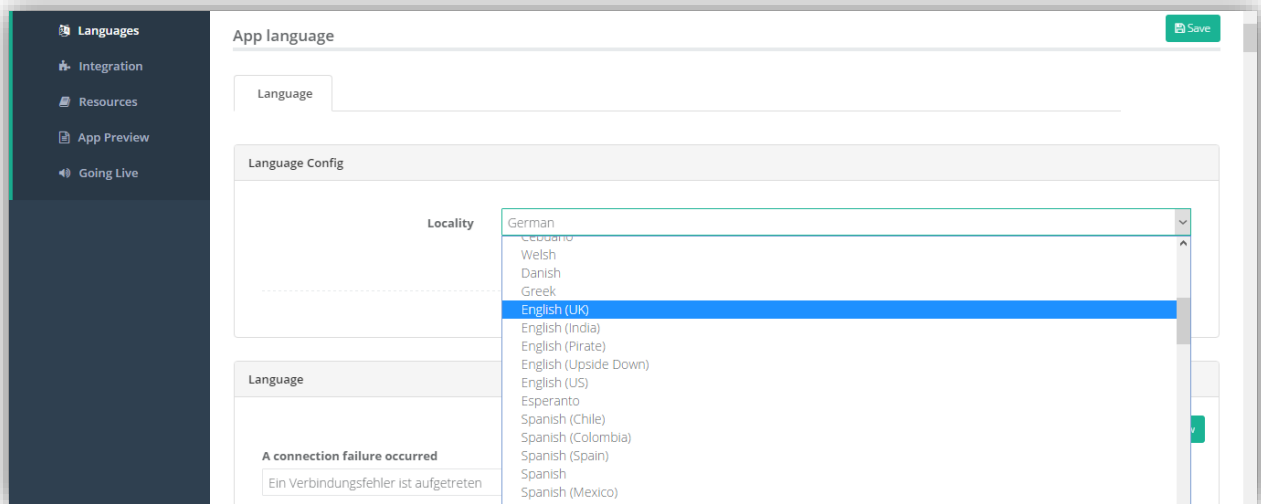 Languages
Integration
Resources
App Preview
Going Live
App language
Save
Language
Language Config
Locality
German
Cebuano
Welsh
Danish
Greek
English (UK)
English (India)
English (Pirate)
English (Upside Down)
English (US)
Esperanto
Spanish (Chile)
Spanish (Colombia)
Spanish (Spain)
Spanish
Spanish (Mexico)
Language
A connection failure occurred
Ein Verbindungsfehler ist aufgetreten